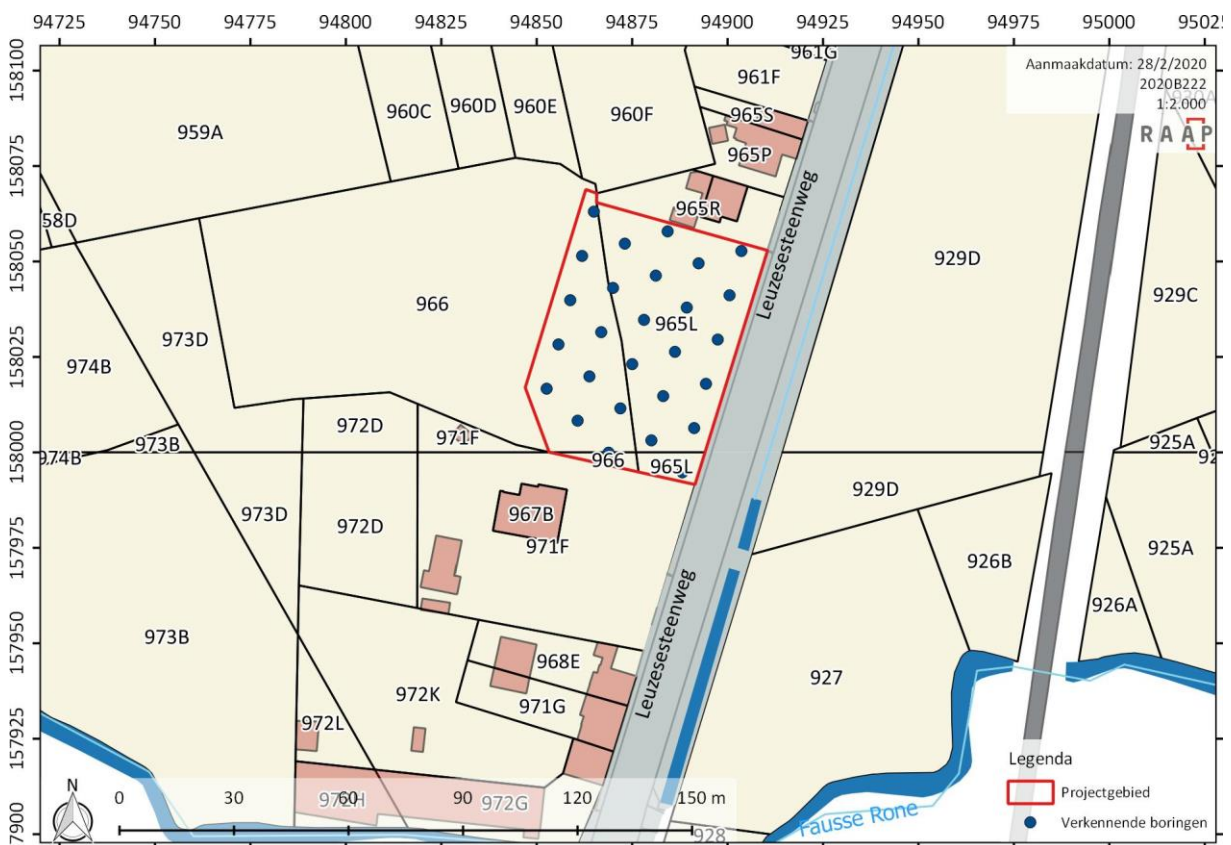 94725 94750 94775 94800 94825 94850 94875 94900 94925 94950 94975 95000 95025
158100
158075
158050
158025
158000
157975
157950
157925
157900
Aanmaakdatum: 28/2/2020
2020B222
1:2.000
RAAP
961G
961F
959A
960C
960D
960E
960F
965S
965P
965R
58D
966
965L
929D
929C
973D
974B
Leuzesesteenweg
972D
971F
973B
974B
966
965L
925A
929D
973D
972D
967B
971F
926B
925A
926A
973B
968E
972K
971G
927
972L
972H
972G
928
Leuzesesteenweg
Fausse Rone
N
0 30 60 90 120 150 m
Legenda
Projectgebied
Verkennende boringen